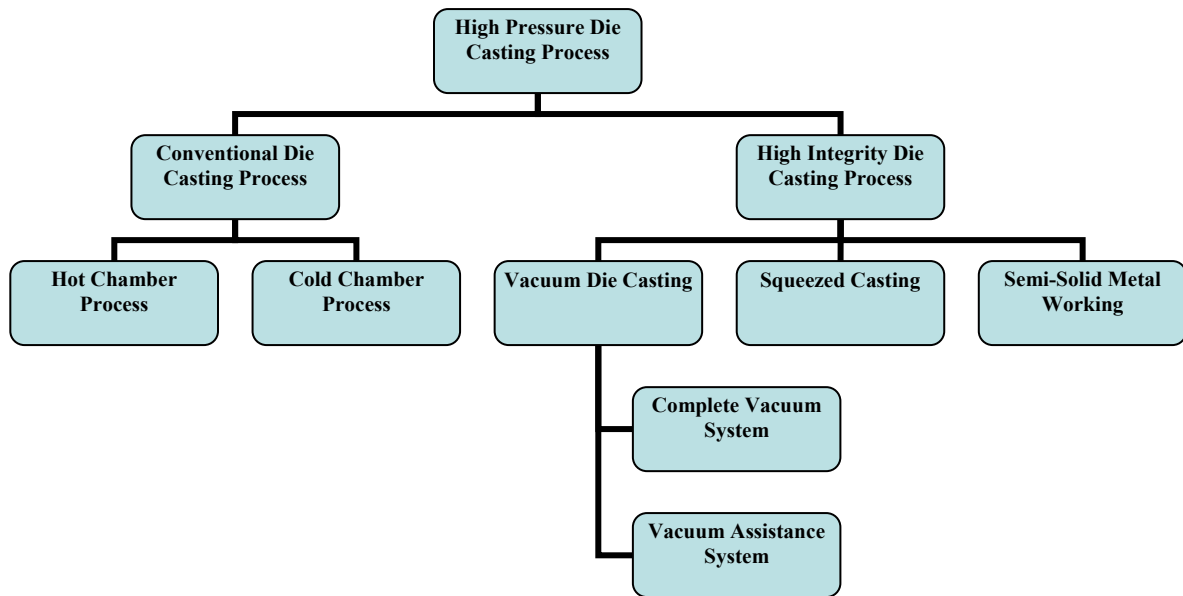 High Pressure Die
Casting Process
Conventional Die
Casting Process
High Integrity Die
Casting Process
Hot Chamber
Process
Cold Chamber
Process
Vacuum Die Casting
Squeezed Casting
Semi-Solid Metal
Working
Complete Vacuum
System
Vacuum Assistance
System